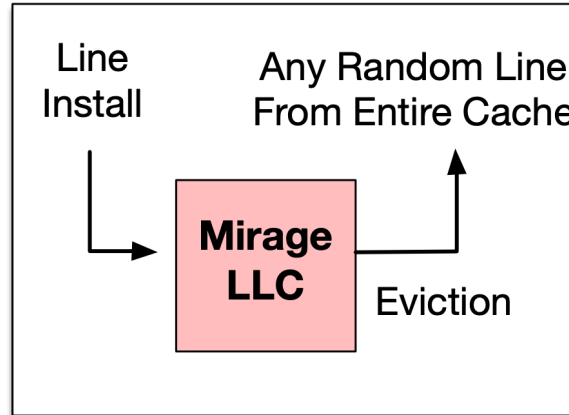 Line
Install
Any Random Line
From Entire Cache
Mirage
LLC
Eviction